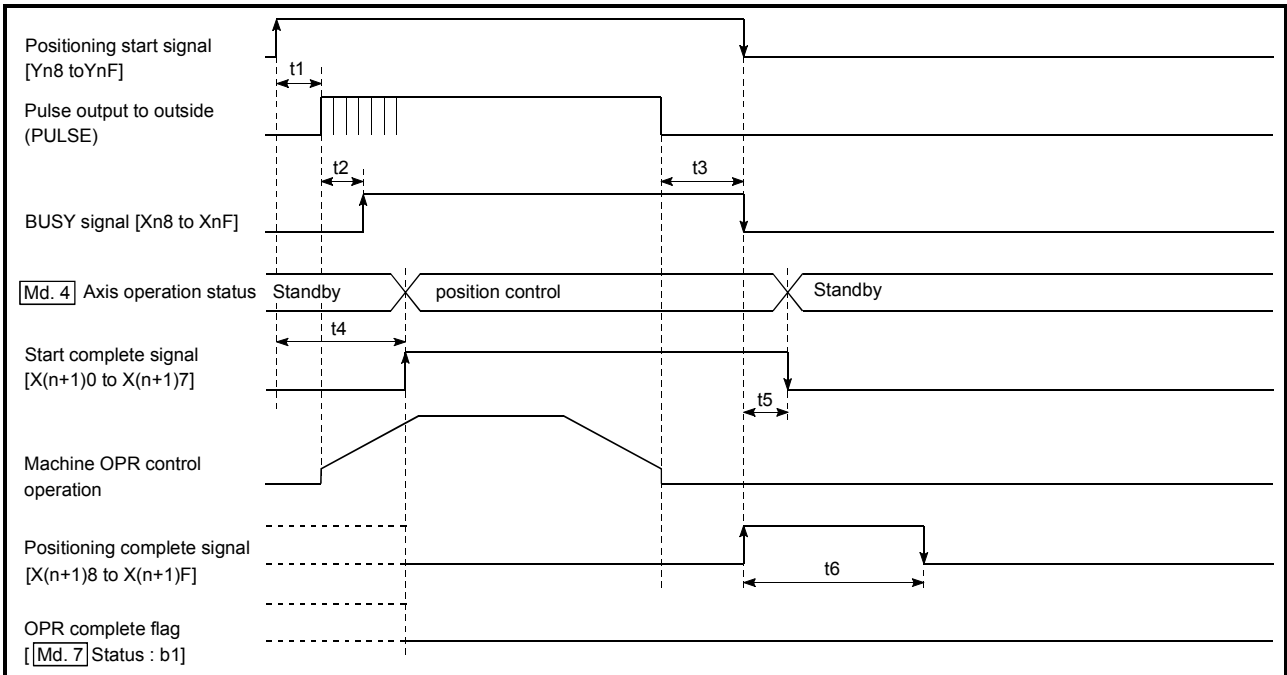 Positioning start signal
[Yn8 toYnF]
t1
Pulse output to outside
(PULSE)
t2
t3
BUSY signal [Xn8 to XnF]
Md. 4 Axis operation status
Standby
position control
Standby
t4
Start complete signal
[X(n+1)0 to X(n+1)7]
t5
Machine OPR control
operation
Positioning complete signal
[X(n+1)8 to X(n+1)F]
t6
OPR complete flag
[ Md. 7 Status : b1]